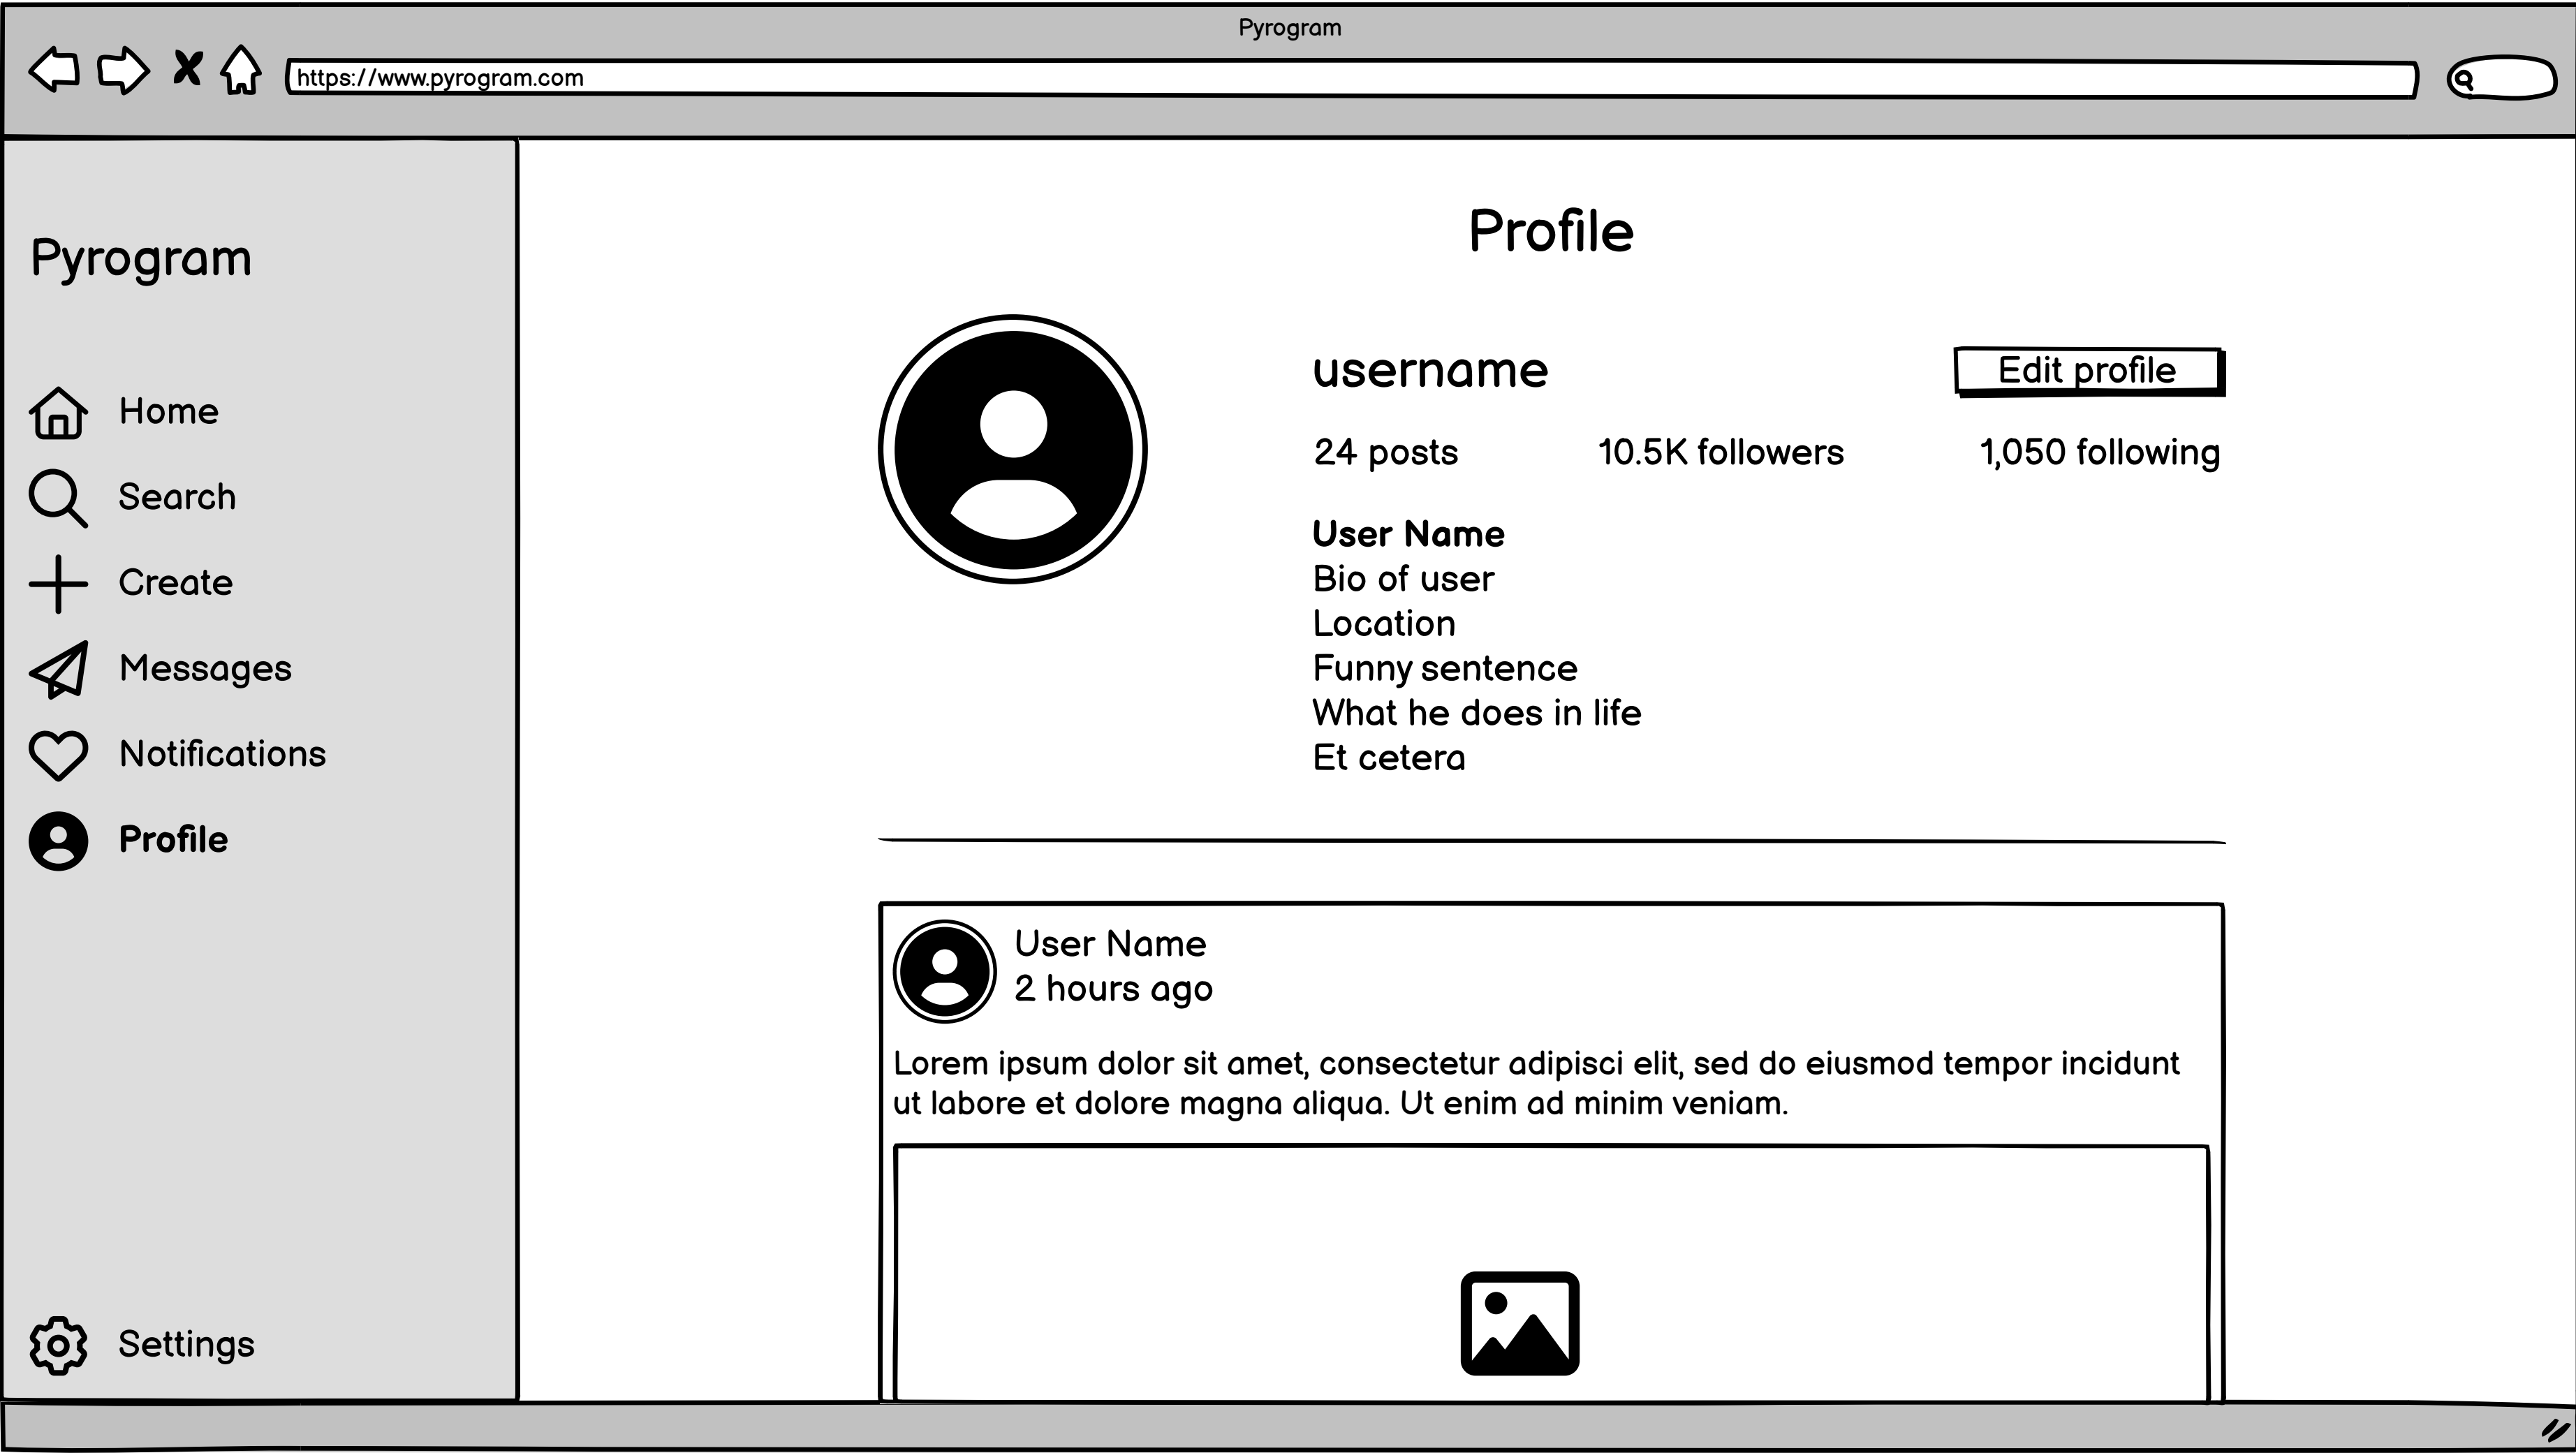 Pyrogram
https://www.pyrogram.com
Pyrogram
Home
Search
Create
Messages
Notifications
Profile
Settings
Profile
username
Edit profile
24 posts
10.5K followers
1,050 following
User Name
Bio of user
Location
Funny sentence
What he does in life
Et cetera
User Name
2 hours ago
Lorem ipsum dolor sit amet, consectetur adipisci elit, sed do eiusmod tempor incidunt
ut labore et dolore magna aliqua. Ut enim ad minim veniam.